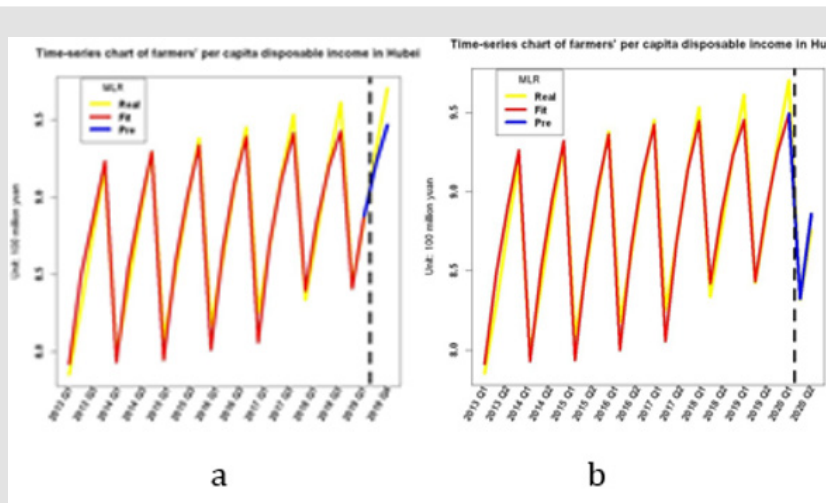 Time-series chart of farmers' per capita disposable income in Hubei
MLR
Real
Fit
Pre
Unit: 100 million yuan
9.5
9.0
8.5
8.0
2013 Q1
2013 Q3
2014 Q1
2014 Q3
2015 Q1
2015 Q3
2016 Q1
2016 Q3
2017 Q1
2017 Q3
2018 Q1
2018 Q3
2019 Q1
2019 Q4
a
Time-series chart of farmers' per capita disposable income in Hu
MLR
Real
Fit
Pre
Unit: 100 million yuan
9.5
9.0
8.5
8.0
2013 Q1
2013 Q2
2014 Q1
2014 Q2
2015 Q1
2015 Q2
2016 Q1
2016 Q2
2017 Q1
2017 Q2
2018 Q1
2018 Q2
2019 Q1
2019 Q2
2020 Q1
2020 Q2
b